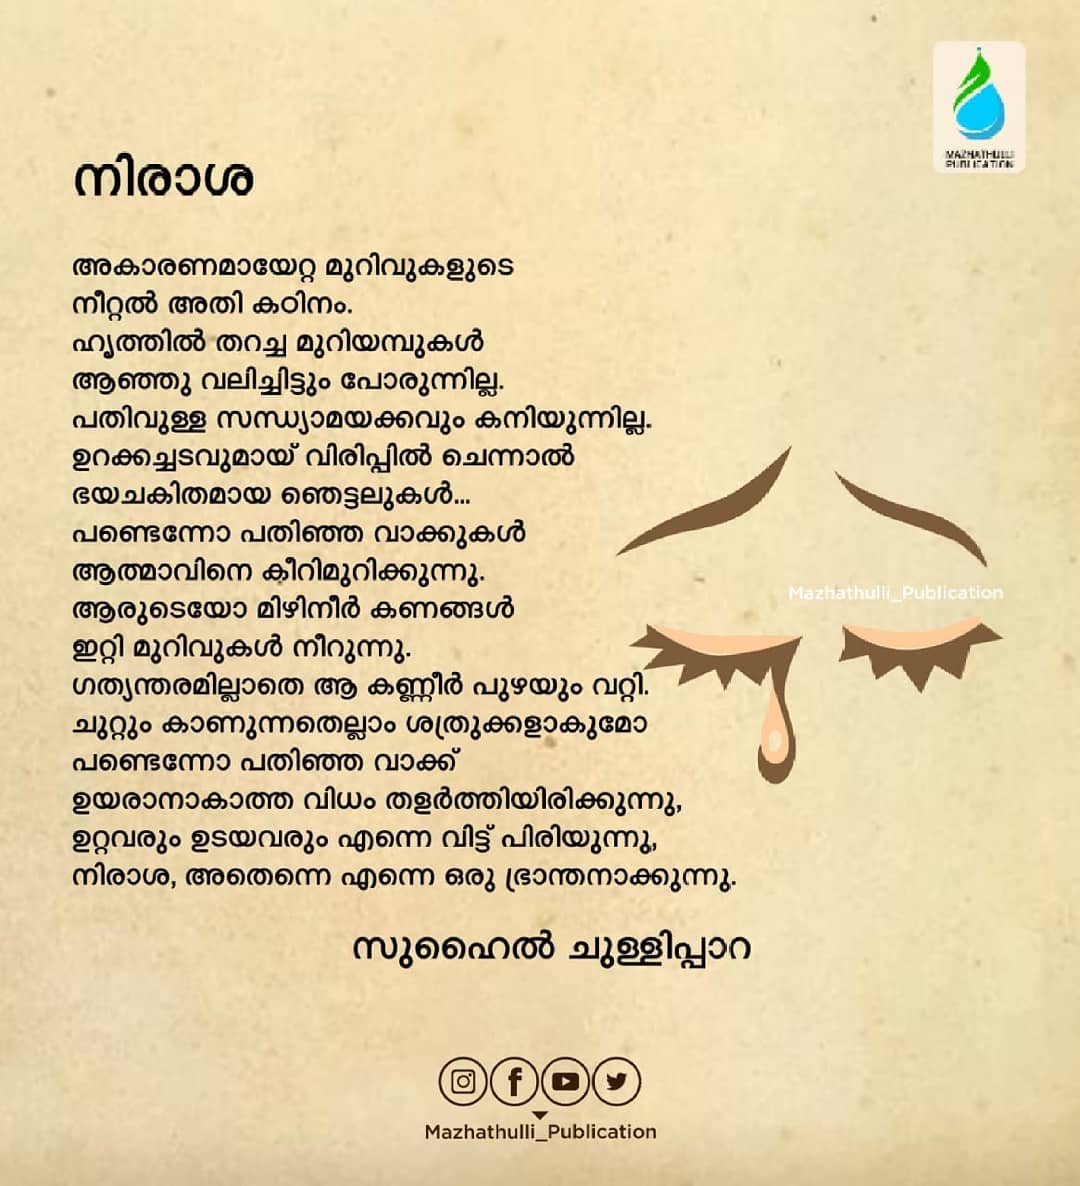 MAZHATHULLI
PUBLICATION
നിരാശ
അകാരണമായേറ്റ മുറിവുകളുടെ
നീറ്റൽ അതി കഠിനം.
ഹൃത്തിൽ തറച്ച മുറിയമ്പുകൾ
ആഞ്ഞു വലിച്ചിട്ടും പോരുന്നില്ല.
പതിവുള്ള സന്ധ്യാമയക്കവും കനിയുന്നില്ല.
ഉറക്കച്ചടവുമായ് വിരിപ്പിൽ ചെന്നാൽ
ഭയചകിതമായ ഞെട്ടലുകൾ...
പണ്ടെന്നോ പതിഞ്ഞ വാക്കുകൾ
ആത്മാവിനെ കീറിമുറിക്കുന്നു.
ആരുടെയോ മിഴിനീർ കണങ്ങൾ
ഇറ്റി മുറിവുകൾ നീറുന്നു.
ഗത്യന്തരമില്ലാതെ ആ കണ്ണീർ പുഴയും വറ്റി.
ചുറ്റും കാണുന്നതെല്ലാം ശത്രുക്കളാകുമോ
പണ്ടെന്നോ പതിഞ്ഞ വാക്ക്
ഉയരാനാകാത്ത വിധം തളർത്തിയിരിക്കുന്നു,
ഉറ്റവരും ഉടയവരും എന്നെ വിട്ട് പിരിയുന്നു,
നിരാശ, അതെന്നെ എന്നെ ഒരു ഭ്രാന്തനാക്കുന്നു.
Mazhathulli_Publication
സുഹൈൽ ചുള്ളിപ്പാറ
Mazhathulli_Publication